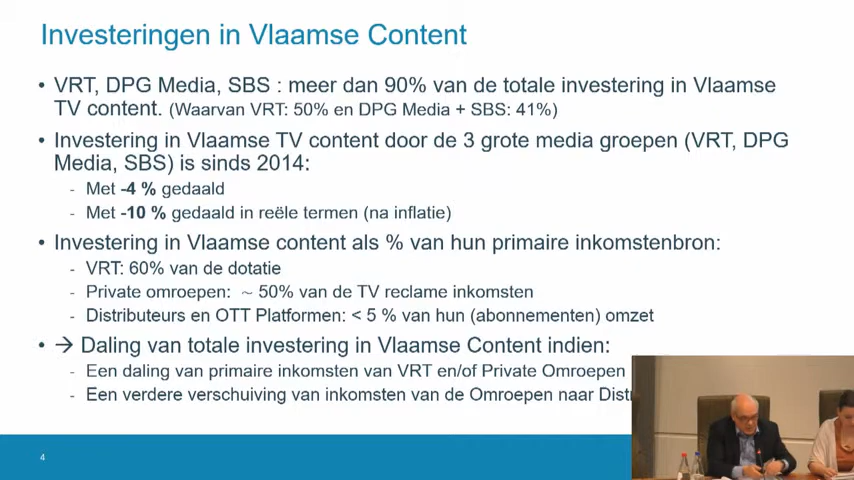 Investeringen in Vlaamse Content
• VRT, DPG Media, SBS : meer dan 90% van de totale investering in Vlaamse
TV content. (Waarvan VRT: 50% en DPG Media + SBS: 41%)
• Investering in Vlaamse TV content door de 3 grote media groepen (VRT, DPG
Media, SBS) is sinds 2014:
- Met -4 % gedaald
- Met -10 % gedaald in reële termen (na inflatie)
• Investering in Vlaamse content als % van hun primaire inkomstenbron:
- VRT: 60% van de dotatie
- Private omroepen: ~ 50% van de TV reclame inkomsten
- Distributeurs en OTT Platformen: < 5 % van hun (abonnementen) omzet
• → Daling van totale investering in Vlaamse Content indien:
- Een daling van primaire inkomsten van VRT en/of Private Omroepen
- Een verdere verschuiving van inkomsten van de Omroepen naar
4